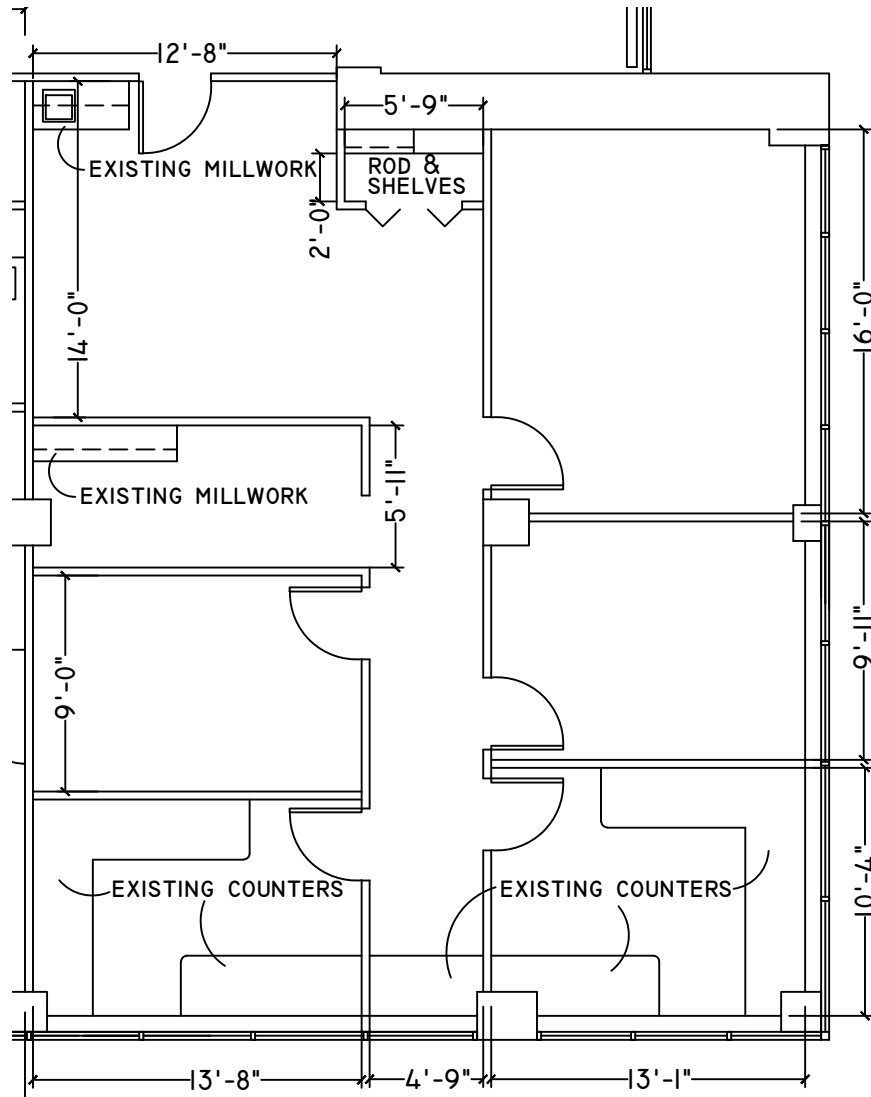 12'-8"
5'-9"
EXISTING MILLWORK
ROD &
SHELVES
2'-0"
14'-0"
16'-0"
EXISTING MILLWORK
5'-11"
9'-11"
9'-0"
EXISTING COUNTERS
EXISTING COUNTERS
10'-4"
13'-8"
4'-9"
13'-1"